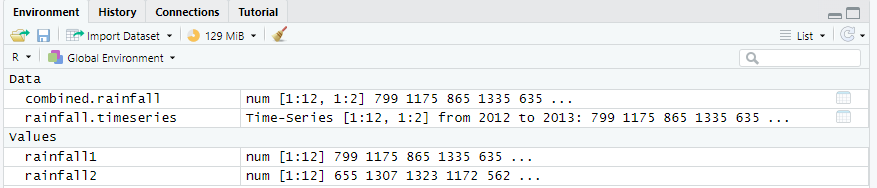 Environment History Connections Tutorial
Import Dataset 129 MiB List
R Global Environment
Data
combined.rainfall num [1:12, 1:2] 799 1175 865 1335 635 ...
rainfall.timeseries Time-Series [1:12, 1:2] from 2012 to 2013: 799 1175 865 1335 635 ...
Values
rainfall1 num [1:12] 799 1175 865 1335 635 ...
rainfall2 num [1:12] 655 1307 1323 1172 562 ...